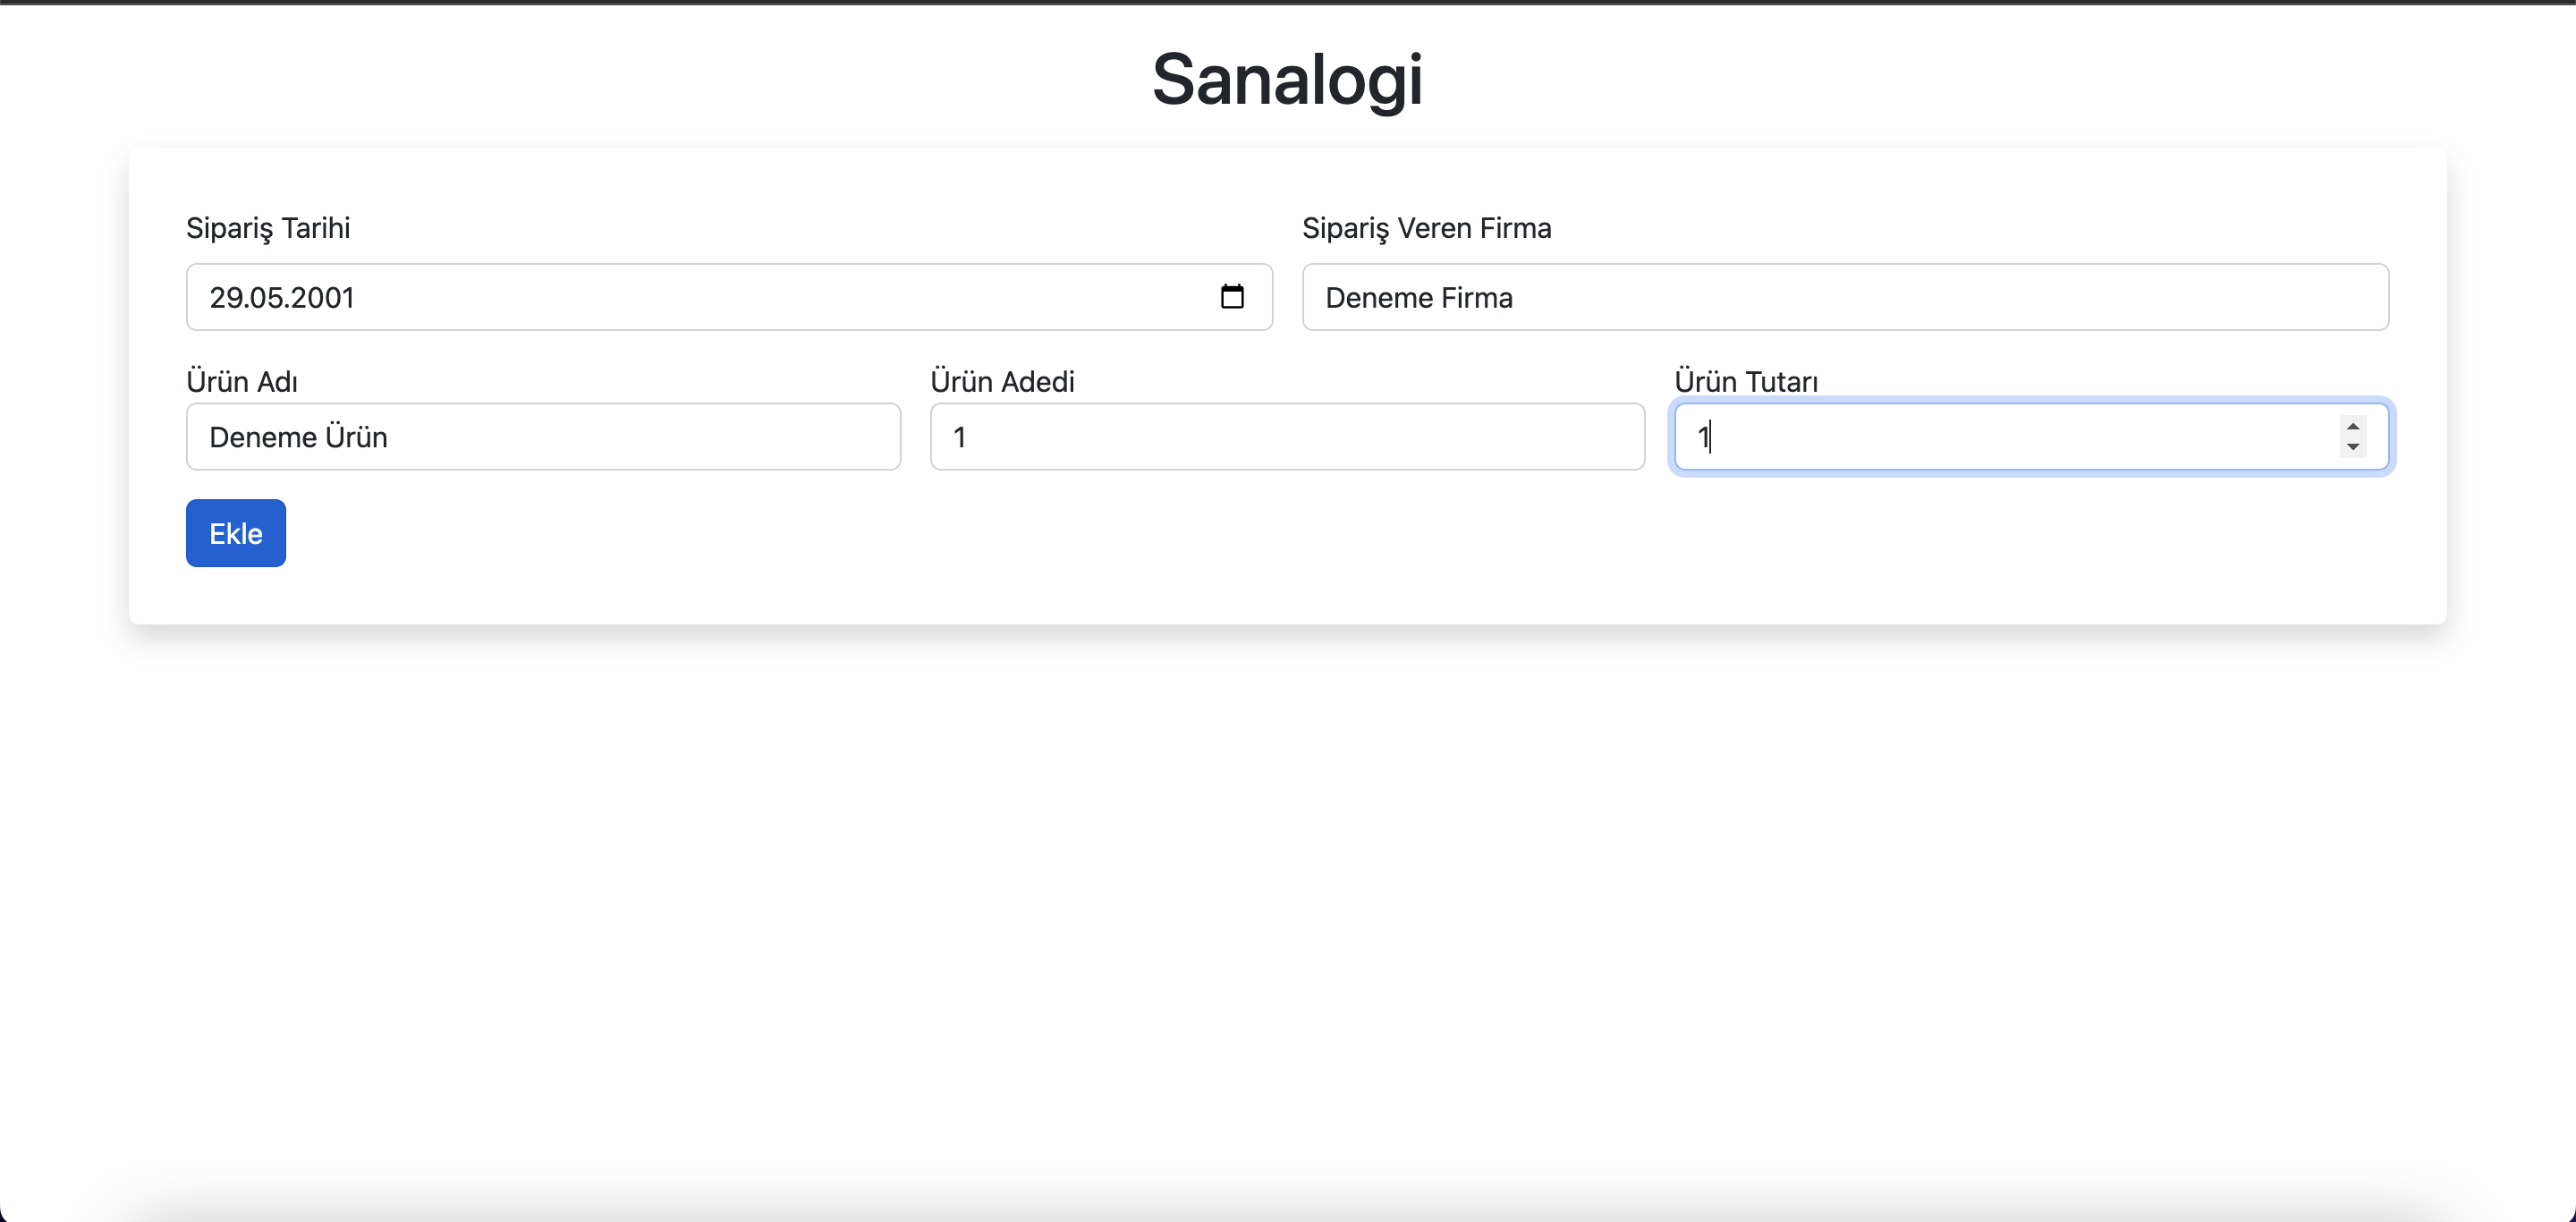 Sanalogi
Sipariş Tarihi
Sipariş Veren Firma
29.05.2001
Deneme Firma
Ürün Adı
Ürün Adedi
Ürün Tutarı
Deneme Ürün
1
1
Ekle